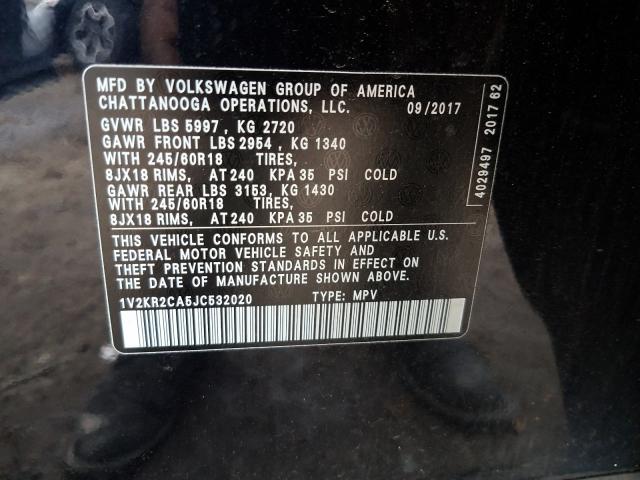 MFD BY VOLKSWAGEN GROUP OF AMERICA
CHATTANOOGA OPERATIONS, LLC. 09/2017
GVWR LBS 5997 , KG 2720
GAWR FRONT LBS 2954 , KG 1340
WITH 245/60R18 TIRES,
8JX18 RIMS, AT 240 KPA 35 PSI COLD
GAWR REAR LBS 3153, KG 1430
WITH 245/60R18 TIRES,
8JX18 RIMS, AT 240 KPA 35 PSI COLD
THIS VEHICLE CONFORMS TO ALL APPLICABLE U.S.
FEDERAL MOTOR VEHICLE SAFETY AND
THEFT PREVENTION STANDARDS IN EFFECT ON
THE DATE OF MANUFACTURE SHOWN ABOVE
1V2KR2CA5JC532020 TYPE: MPV
4029497 2017 62